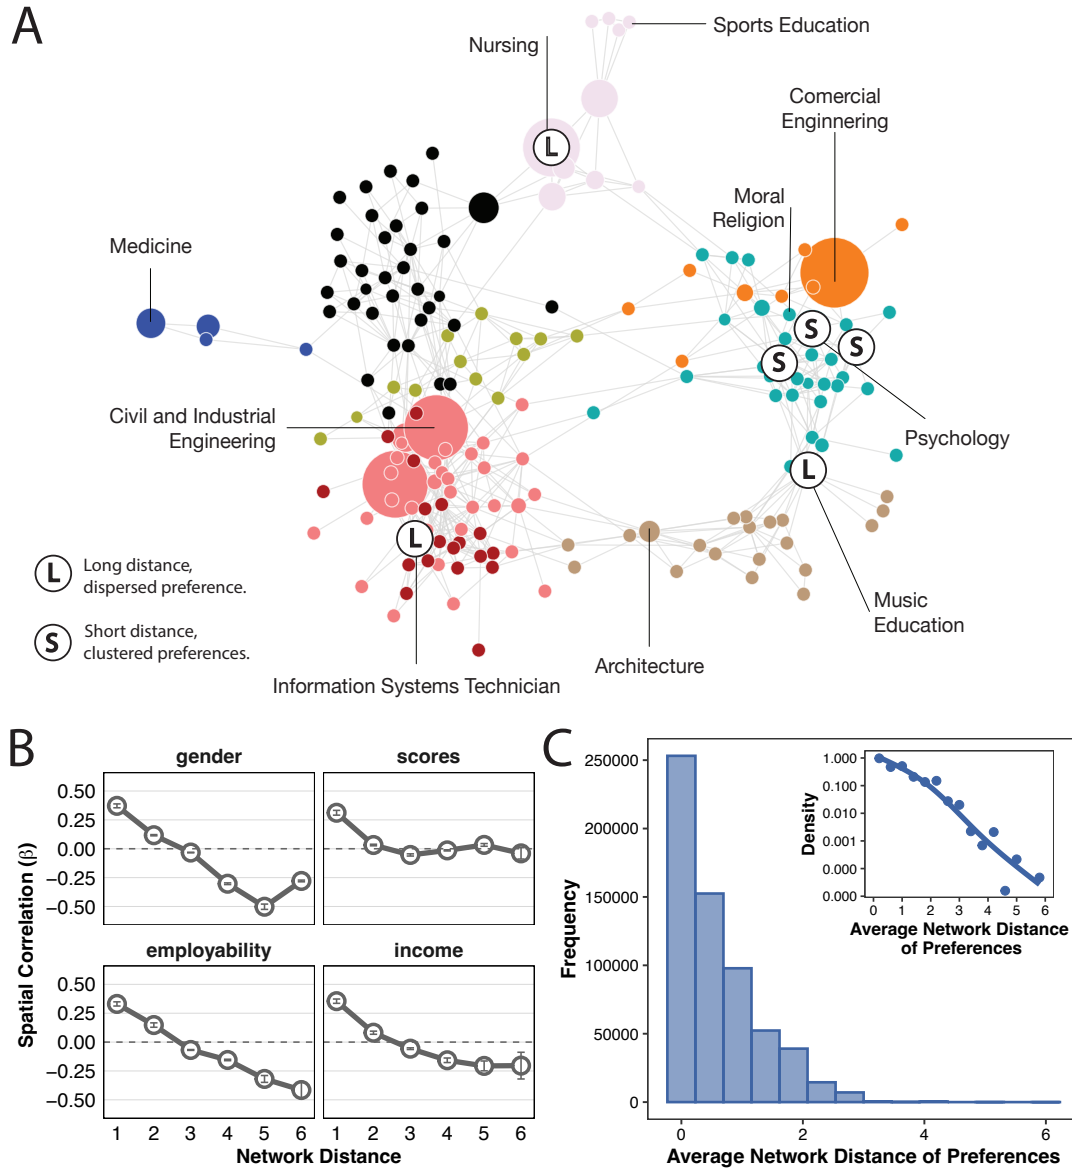 A
Sports Education
Nursing
Comercial
Enginnering
Moral
Religion
Medicine
L
S
S
S
Civil and Industrial
Engineering
Psychology
L
L
L
Long distance,
dispersed preference.
S
Short distance,
clustered preferences.
Music
Education
Architecture
Information Systems Technician
B
gender
scores
0.50
0.25
0.00
−0.25
−0.50
employability
income
0.50
0.25
0.00
−0.25
−0.50
Spatial Correlation (β)
1 2 3 4 5 6
1 2 3 4 5 6
Network Distance
C
250000
200000
150000
100000
50000
0
Frequency
0 2 4 6
Average Network Distance of Preferences
1.000
0.100
0.010
0.001
0.000
0.000
Density
0 1 2 3 4 5 6
Average Network Distance
of Preferences